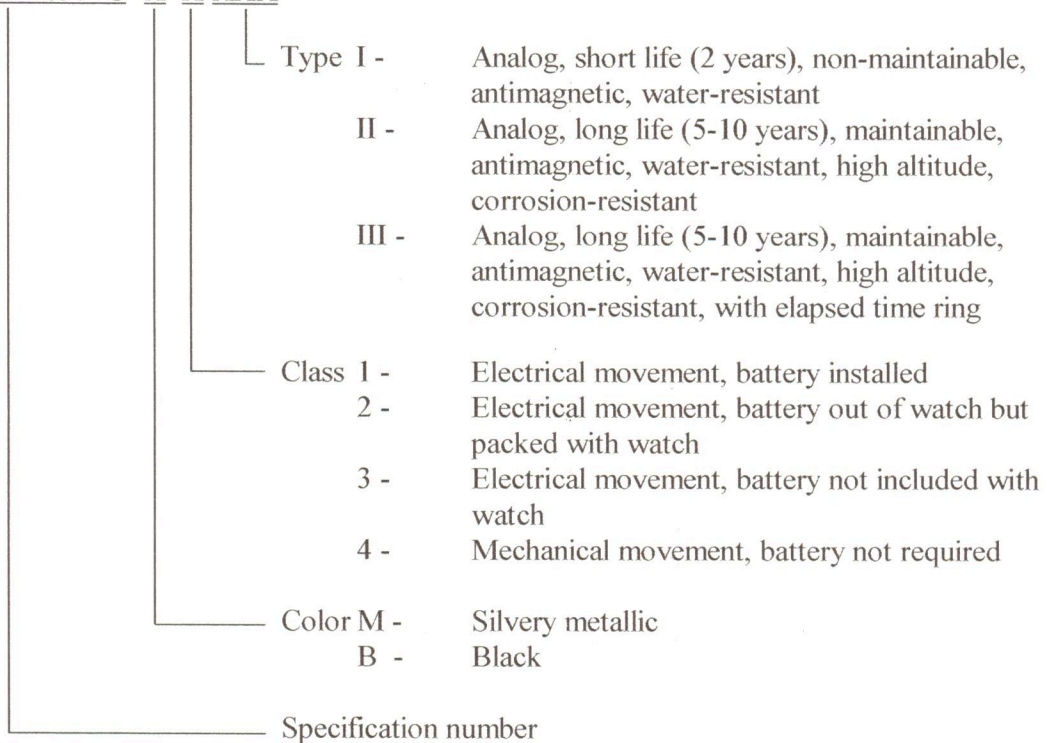 Type I - Analog, short life (2 years), non-maintainable,
antimagnetic, water-resistant
II - Analog, long life (5-10 years), maintainable,
antimagnetic, water-resistant, high altitude,
corrosion-resistant
III - Analog, long life (5-10 years), maintainable,
antimagnetic, water-resistant, high altitude,
corrosion-resistant, with elapsed time ring
Class 1 - Electrical movement, battery installed
2 - Electrical movement, battery out of watch but
packed with watch
3 - Electrical movement, battery not included with
watch
4 - Mechanical movement, battery not required
Color M - Silvery metallic
B - Black
Specification number